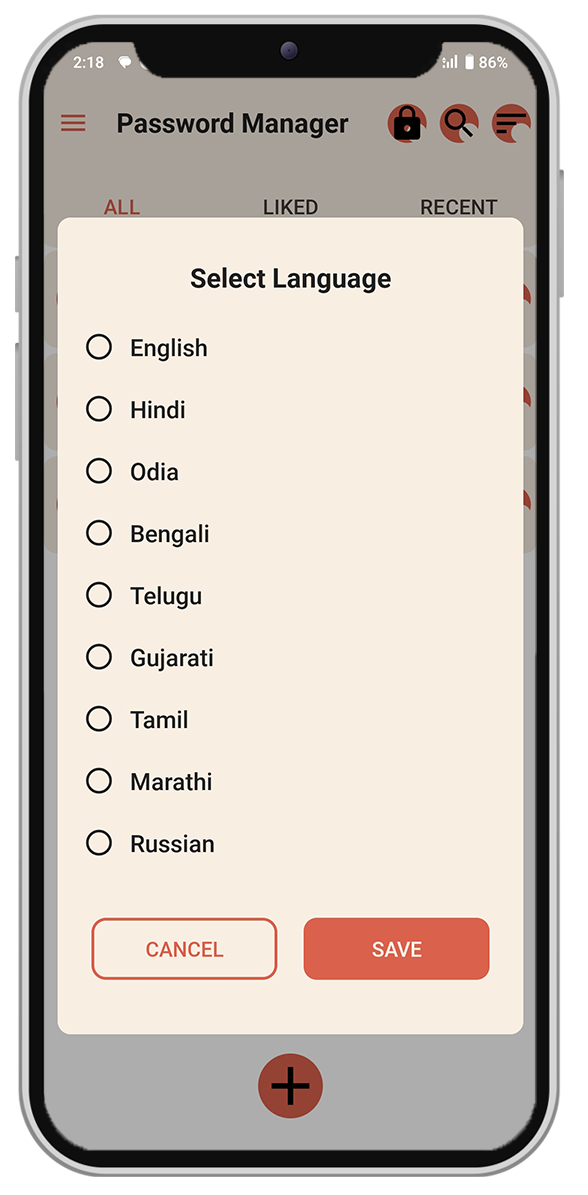 2:18 86%
Password Manager
ALL LIKED RECENT
Select Language
English
Hindi
Odia
Bengali
Telugu
Gujarati
Tamil
Marathi
Russian
CANCEL SAVE